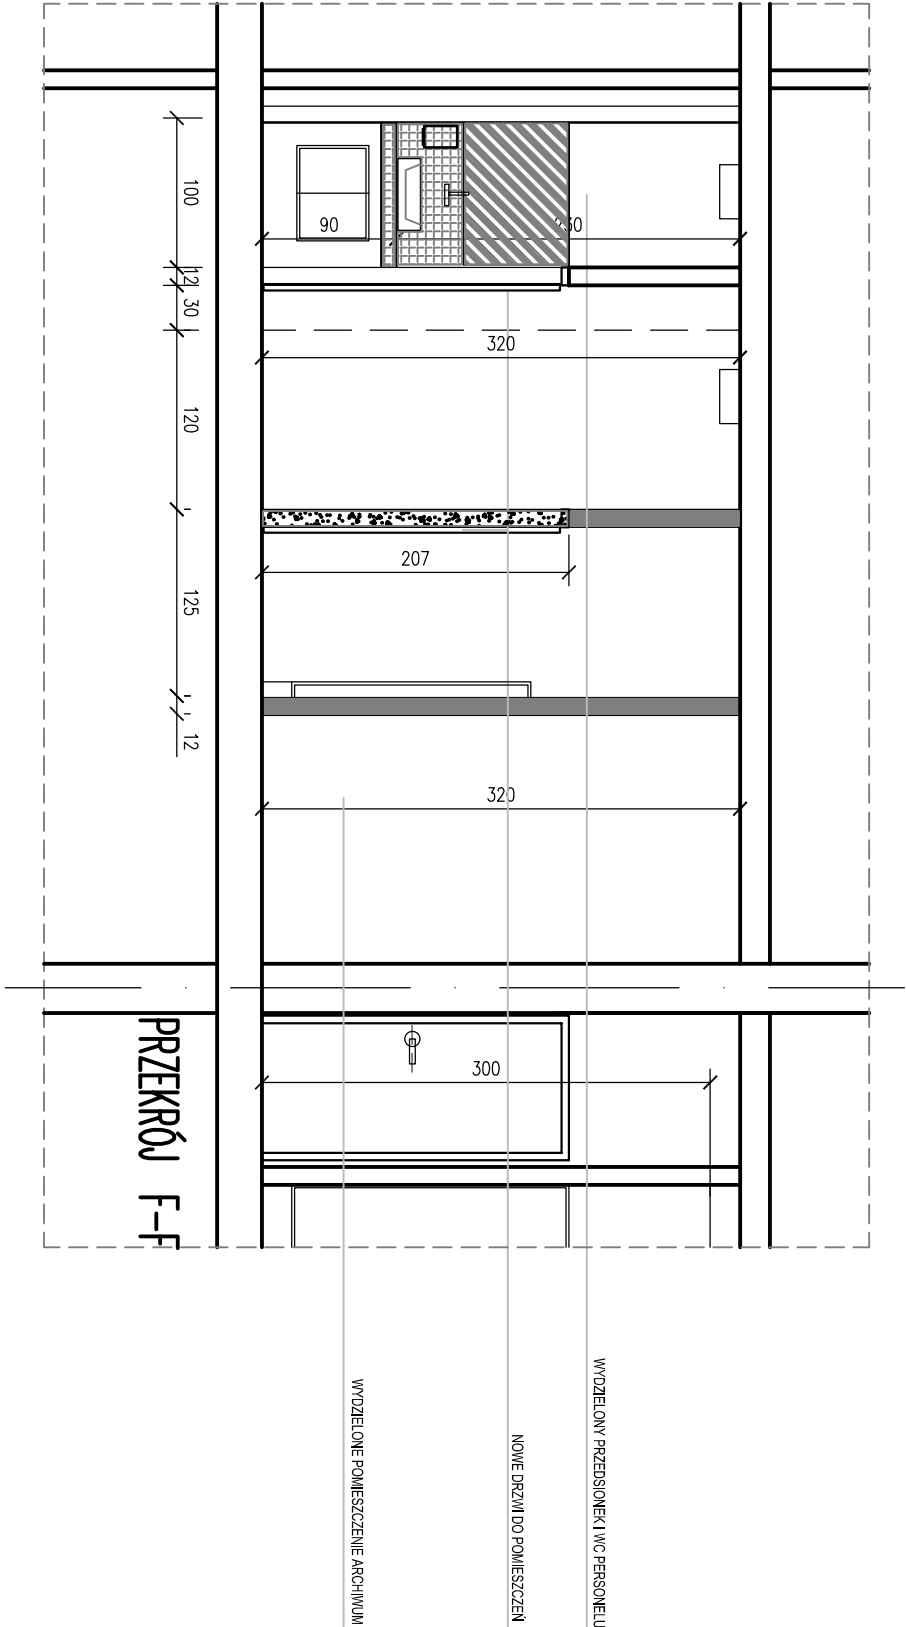 100
12
30
120
125
12
90
320
207
320
300
PRZEKRÓJ F-F
WYDZIELONY PRZEDSIONEK I WC PERSONELU
NOWE DRZWI DO POMIESZCZEŃ
WYDZIELONE POMIESZCZENIE ARCHIWUM